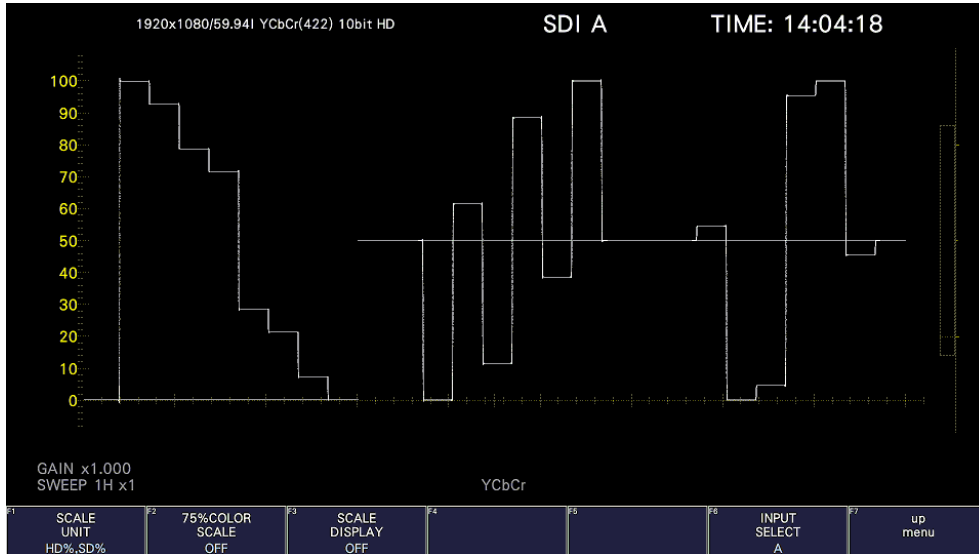 1920x1080/59.94I YCbCr(422) 10bit HD
SDI A
TIME: 14:04:18
100
90
80
70
60
50
40
30
20
10
0
GAIN x1.000
SWEEP 1H x1
YCbCr
F1
SCALE
UNIT
HD%,SD%
F2
75%COLOR
SCALE
OFF
F3
SCALE
DISPLAY
OFF
F4
F5
F6
INPUT
SELECT
A
F7
up
menu